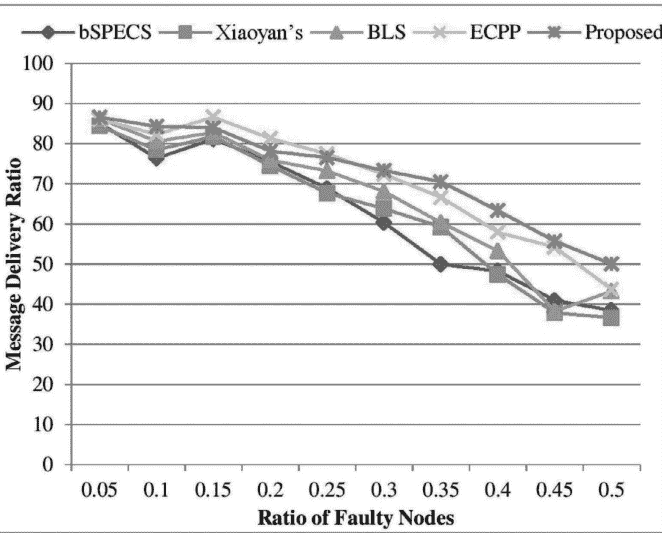 bSPECS Xiaoyan's BLS ECPP Proposed
100
90
80
70
60
50
40
30
20
10
0
Message Delivery Ratio
0.05 0.1 0.15 0.2 0.25 0.3 0.35 0.4 0.45 0.5
Ratio of Faulty Nodes